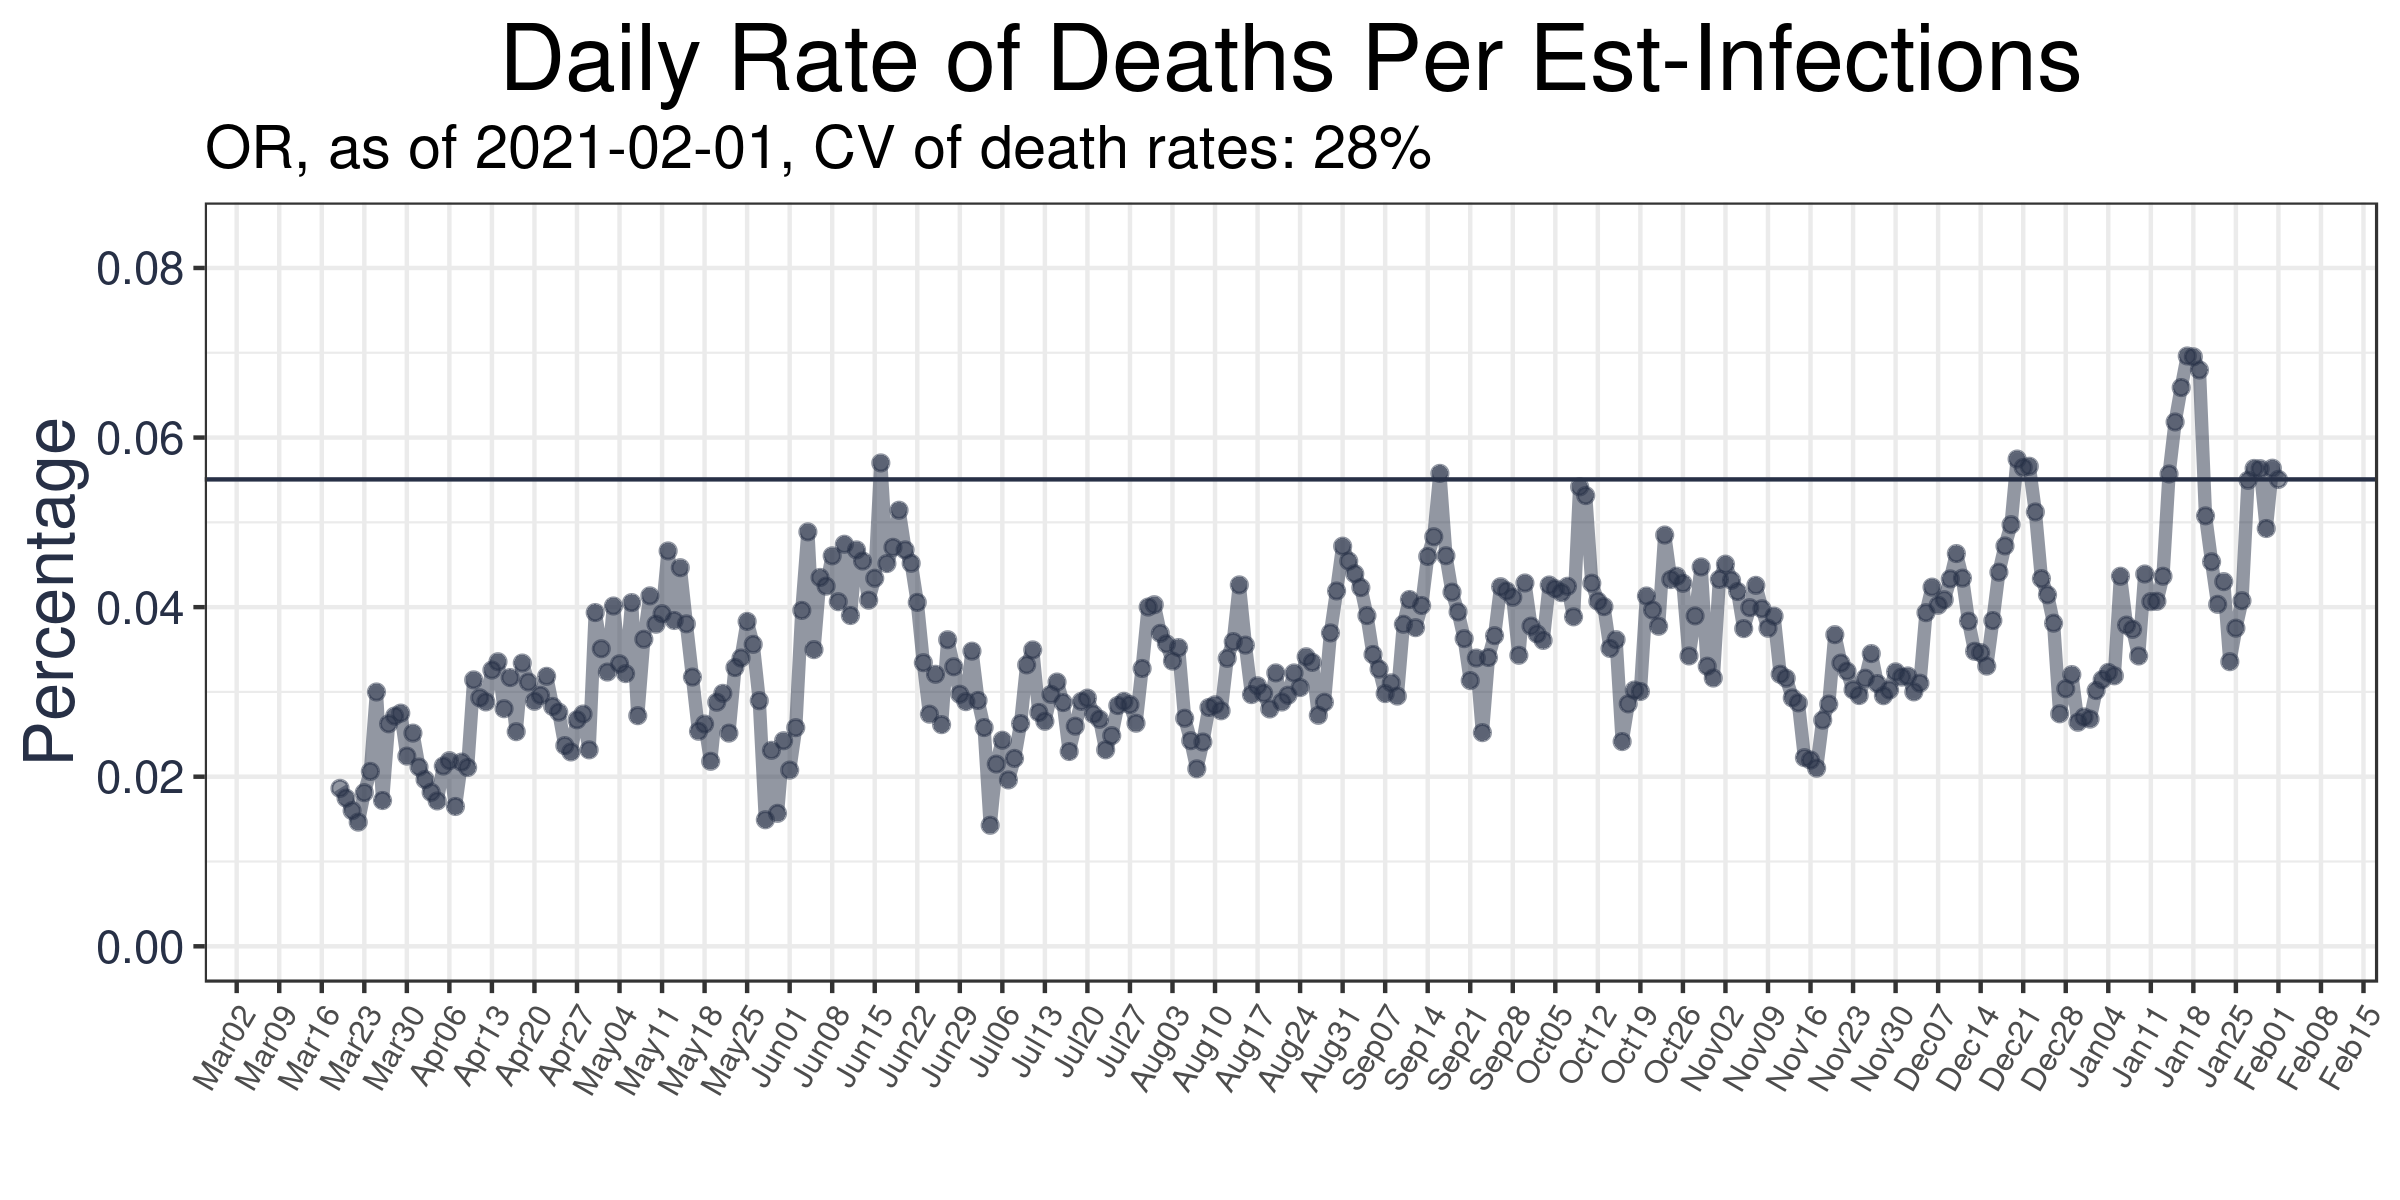 Daily Rate of Deaths Per Est-Infections
OR, as of 2021-02-01, CV of death rates: 28%
Percentage
0.08
0.06
0.04
0.02
0.00
Mar02 Mar09 Mar16 Mar23 Mar30 Apr06 Apr13 Apr20 Apr27 May04 May11 May18 May25 Jun01 Jun08 Jun15 Jun22 Jun29 Jul06 Jul13 Jul20 Jul27 Aug03 Aug10 Aug17 Aug24 Aug31 Sep07 Sep14 Sep21 Sep28 Oct05 Oct12 Oct19 Oct26 Nov02 Nov09 Nov16 Nov23 Nov30 Dec07 Dec14 Dec21 Dec28 Jan04 Jan11 Jan18 Jan25 Feb01 Feb08 Feb15